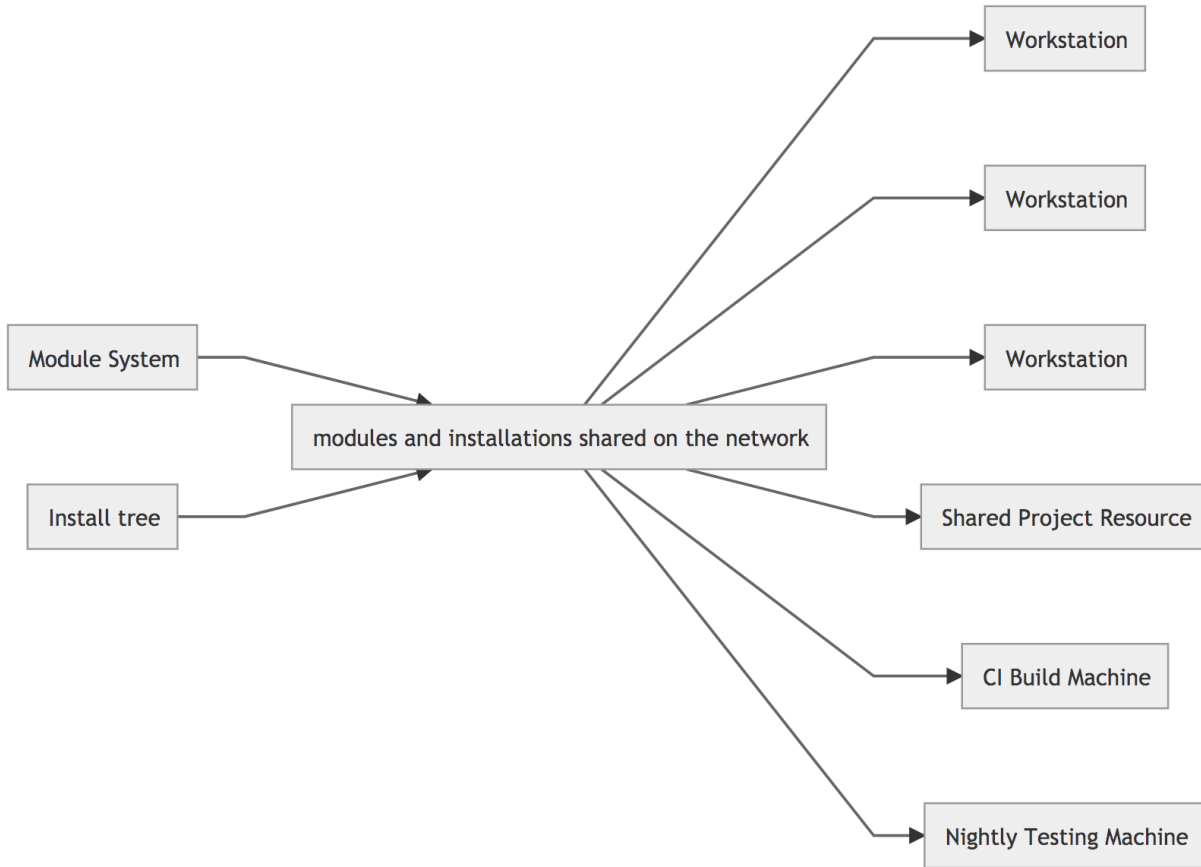 Workstation
Workstation
Module System
Workstation
modules and installations shared on the network
Install tree
Shared Project Resource
CI Build Machine
Nightly Testing Machine